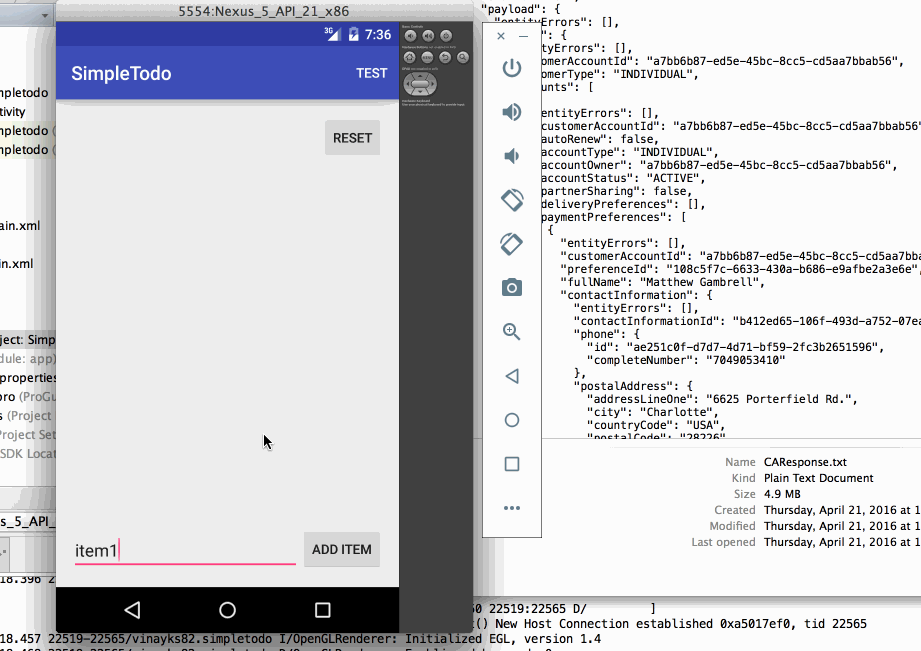 5554:Nexus_5_API_21_x86
3G 7:36
SimpleTodo TEST
RESET
item1
ADD ITEM
mpletodo
tivity
mpletodo (
mpletodo (
ain.xml
in.xml
ject: Simp
dule: app)
properties
pro (ProGu
s (Project
Project Set
SDK Locat
s_5_API_
18.396 2
"payload": {
"entityErrors": [],
": {
tyErrors": [],
omerAccountId": "a7bb6b87-ed5e-45bc-8cc5-cd5aa7bbab56",
omerType": "INDIVIDUAL",
unts": [
entityErrors": [],
customerAccountId": "a7bb6b87-ed5e-45bc-8cc5-cd5aa7bbab56"
autoRenew": false,
accountType": "INDIVIDUAL",
accountOwner": "a7bb6b87-ed5e-45bc-8cc5-cd5aa7bbab56",
accountStatus": "ACTIVE",
partnerSharing": false,
deliveryPreferences": [],
paymentPreferences": [
{
"entityErrors": [],
"customerAccountId": "a7bb6b87-ed5e-45bc-8cc5-cd5aa7bba
"preferenceId": "108c5f7c-6633-430a-b686-e9afbe2a3e6e",
"fullName": "Matthew Gambrell",
"contactInformation": {
"entityErrors": [],
"contactInformationId": "b412ed65-106f-493d-a752-07ea
"phone": {
"id": "ae251c0f-d7d7-4d71-bf59-2fc3b2651596",
"completeNumber": "7049053410"
},
"postalAddress": {
"addressLineOne": "6625 Porterfield Rd.",
"city": "Charlotte",
"countryCode": "USA",
"postalCode": "28226",
Name CAResponse.txt
Kind Plain Text Document
Size 4.9 MB
Created Thursday, April 21, 2016 at 1
Modified Thursday, April 21, 2016 at 1
Last opened Thursday, April 21, 2016 at 1
60 22519:22565 D/ ]
() New Host Connection established 0xa5017ef0, tid 22565
18.457 22519-22565/vinayks82.simpletodo I/OpenGLRenderer: Initialized EGL, version 1.4